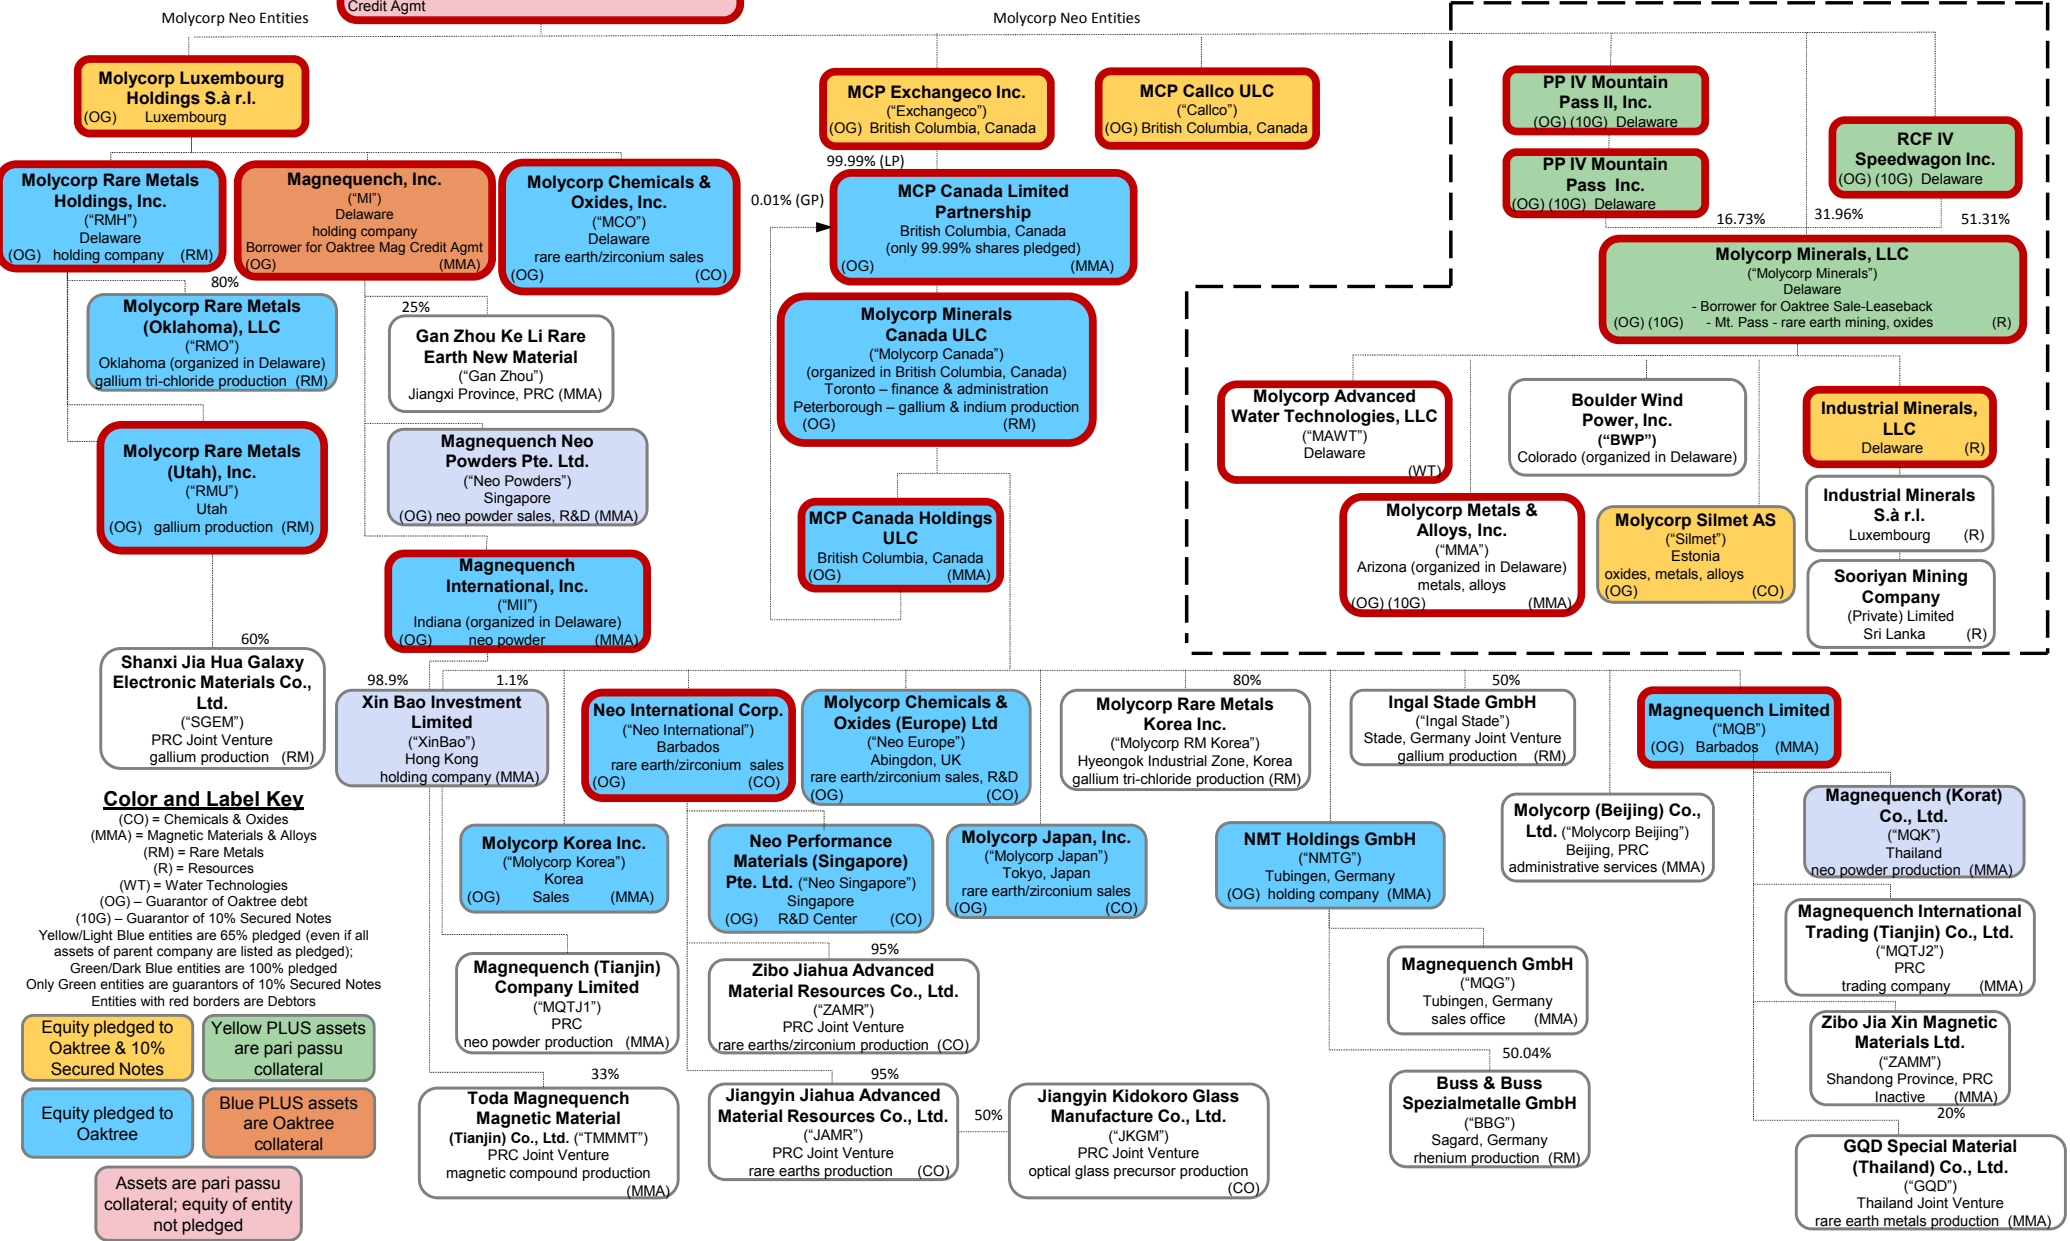 Credit Agmt
Molycorp Neo Entities
Molycorp Neo Entities
Molycorp Luxembourg
Holdings S.à r.l.
(OG) Luxembourg
MCP Exchangeco Inc.
(“Exchangeco”)
(OG) British Columbia, Canada
MCP Callco ULC
(“Callco”)
(OG) British Columbia, Canada
PP IV Mountain
Pass II, Inc.
(OG) (10G) Delaware
RCF IV
Speedwagon Inc.
(OG) (10G) Delaware
PP IV Mountain
Pass Inc.
(OG) (10G) Delaware
16.73%
31.96%
51.31%
Molycorp Rare Metals
Holdings, Inc.
(“RMH”)
Delaware
(OG) holding company (RM)
Magnequench, Inc.
(“MI”)
Delaware
holding company
Borrower for Oaktree Mag Credit Agmt
(OG) (MMA)
Molycorp Chemicals &
Oxides, Inc.
(“MCO”)
Delaware
rare earth/zirconium sales
(OG) (CO)
99.99% (LP)
0.01% (GP)
MCP Canada Limited
Partnership
British Columbia, Canada
(only 99.99% shares pledged)
(OG) (MMA)
Molycorp Minerals, LLC
(“Molycorp Minerals”)
Delaware
- Borrower for Oaktree Sale-Leaseback
(OG) (10G) - Mt. Pass - rare earth mining, oxides (R)
80%
Molycorp Rare Metals
(Oklahoma), LLC
(“RMO”)
Oklahoma (organized in Delaware)
gallium tri-chloride production (RM)
25%
Gan Zhou Ke Li Rare
Earth New Material
(“Gan Zhou”)
Jiangxi Province, PRC (MMA)
Molycorp Minerals
Canada ULC
(“Molycorp Canada”)
(organized in British Columbia, Canada)
Toronto – finance & administration
Peterborough – gallium & indium production
(OG) (RM)
Molycorp Advanced
Water Technologies, LLC
(“MAWT”)
Delaware
(WT)
Boulder Wind
Power, Inc.
(“BWP”)
Colorado (organized in Delaware)
Industrial Minerals,
LLC
Delaware (R)
Molycorp Rare Metals
(Utah), Inc.
(“RMU”)
Utah
(OG) gallium production (RM)
Magnequench Neo
Powders Pte. Ltd.
(“Neo Powders”)
Singapore
(OG) neo powder sales, R&D (MMA)
MCP Canada Holdings
ULC
British Columbia, Canada
(OG) (MMA)
Molycorp Metals &
Alloys, Inc.
(“MMA”)
Arizona (organized in Delaware)
metals, alloys
(OG) (10G) (MMA)
Molycorp Silmet AS
(“Silmet”)
Estonia
oxides, metals, alloys
(OG) (CO)
Industrial Minerals
S.à r.l.
Luxembourg (R)
Sooriyan Mining
Company
(Private) Limited
Sri Lanka (R)
Magnequench
International, Inc.
(“MII”)
Indiana (organized in Delaware)
(OG) neo powder (MMA)
60%
Shanxi Jia Hua Galaxy
Electronic Materials Co.,
Ltd.
(“SGEM”)
PRC Joint Venture
gallium production (RM)
98.9%
1.1%
Xin Bao Investment
Limited
(“XinBao”)
Hong Kong
holding company (MMA)
Neo International Corp.
(“Neo International”)
Barbados
rare earth/zirconium sales
(OG) (CO)
Molycorp Chemicals &
Oxides (Europe) Ltd
(“Neo Europe”)
Abingdon, UK
rare earth/zirconium sales, R&D
(OG) (CO)
80%
Molycorp Rare Metals
Korea Inc.
(“Molycorp RM Korea”)
Hyeongok Industrial Zone, Korea
gallium tri-chloride production (RM)
50%
Ingal Stade GmbH
(“Ingal Stade”)
Stade, Germany Joint Venture
gallium production (RM)
Magnequench Limited
(“MQB”)
(OG) Barbados (MMA)
Color and Label Key
(CO) = Chemicals & Oxides
(MMA) = Magnetic Materials & Alloys
(RM) = Rare Metals
(R) = Resources
(WT) = Water Technologies
(OG) – Guarantor of Oaktree debt
(10G) – Guarantor of 10% Secured Notes
Yellow/Light Blue entities are 65% pledged (even if all
assets of parent company are listed as pledged);
Green/Dark Blue entities are 100% pledged
Only Green entities are guarantors of 10% Secured Notes
Entities with red borders are Debtors
Equity pledged to
Oaktree & 10%
Secured Notes
Yellow PLUS assets
are pari passu
collateral
Equity pledged to
Oaktree
Blue PLUS assets
are Oaktree
collateral
Assets are pari passu
collateral; equity of entity
not pledged
Molycorp Korea Inc.
(“Molycorp Korea”)
Korea
(OG) Sales (MMA)
Neo Performance
Materials (Singapore)
Pte. Ltd. (“Neo Singapore”)
Singapore
(OG) R&D Center (CO)
Molycorp Japan, Inc.
(“Molycorp Japan”)
Tokyo, Japan
rare earth/zirconium sales
(OG) (CO)
NMT Holdings GmbH
(“NMTG”)
Tubingen, Germany
(OG) holding company (MMA)
Molycorp (Beijing) Co.,
Ltd. (“Molycorp Beijing”)
Beijing, PRC
administrative services (MMA)
Magnequench (Korat)
Co., Ltd.
(“MQK”)
Thailand
neo powder production (MMA)
Magnequench (Tianjin)
Company Limited
(“MQTJ1”)
PRC
neo powder production (MMA)
95%
Zibo Jiahua Advanced
Material Resources Co., Ltd.
(“ZAMR”)
PRC Joint Venture
rare earths/zirconium production (CO)
Magnequench GmbH
(“MQG”)
Tubingen, Germany
sales office (MMA)
Magnequench International
Trading (Tianjin) Co., Ltd.
(“MQTJ2”)
PRC
trading company (MMA)
Zibo Jia Xin Magnetic
Materials Ltd.
(“ZAMM”)
Shandong Province, PRC
Inactive (MMA)
33%
Toda Magnequench
Magnetic Material
(Tianjin) Co., Ltd. (“TMMMT”)
PRC Joint Venture
magnetic compound production
(MMA)
95%
Jiangyin Jiahua Advanced
Material Resources Co., Ltd.
(“JAMR”)
PRC Joint Venture
rare earths production (CO)
50%
Jiangyin Kidokoro Glass
Manufacture Co., Ltd.
(“JKGM”)
PRC Joint Venture
optical glass precursor production
(CO)
50.04%
Buss & Buss
Spezialmetalle GmbH
(“BBG”)
Sagard, Germany
rhenium production (RM)
20%
GQD Special Material
(Thailand) Co., Ltd.
(“GQD”)
Thailand Joint Venture
rare earth metals production (MMA)